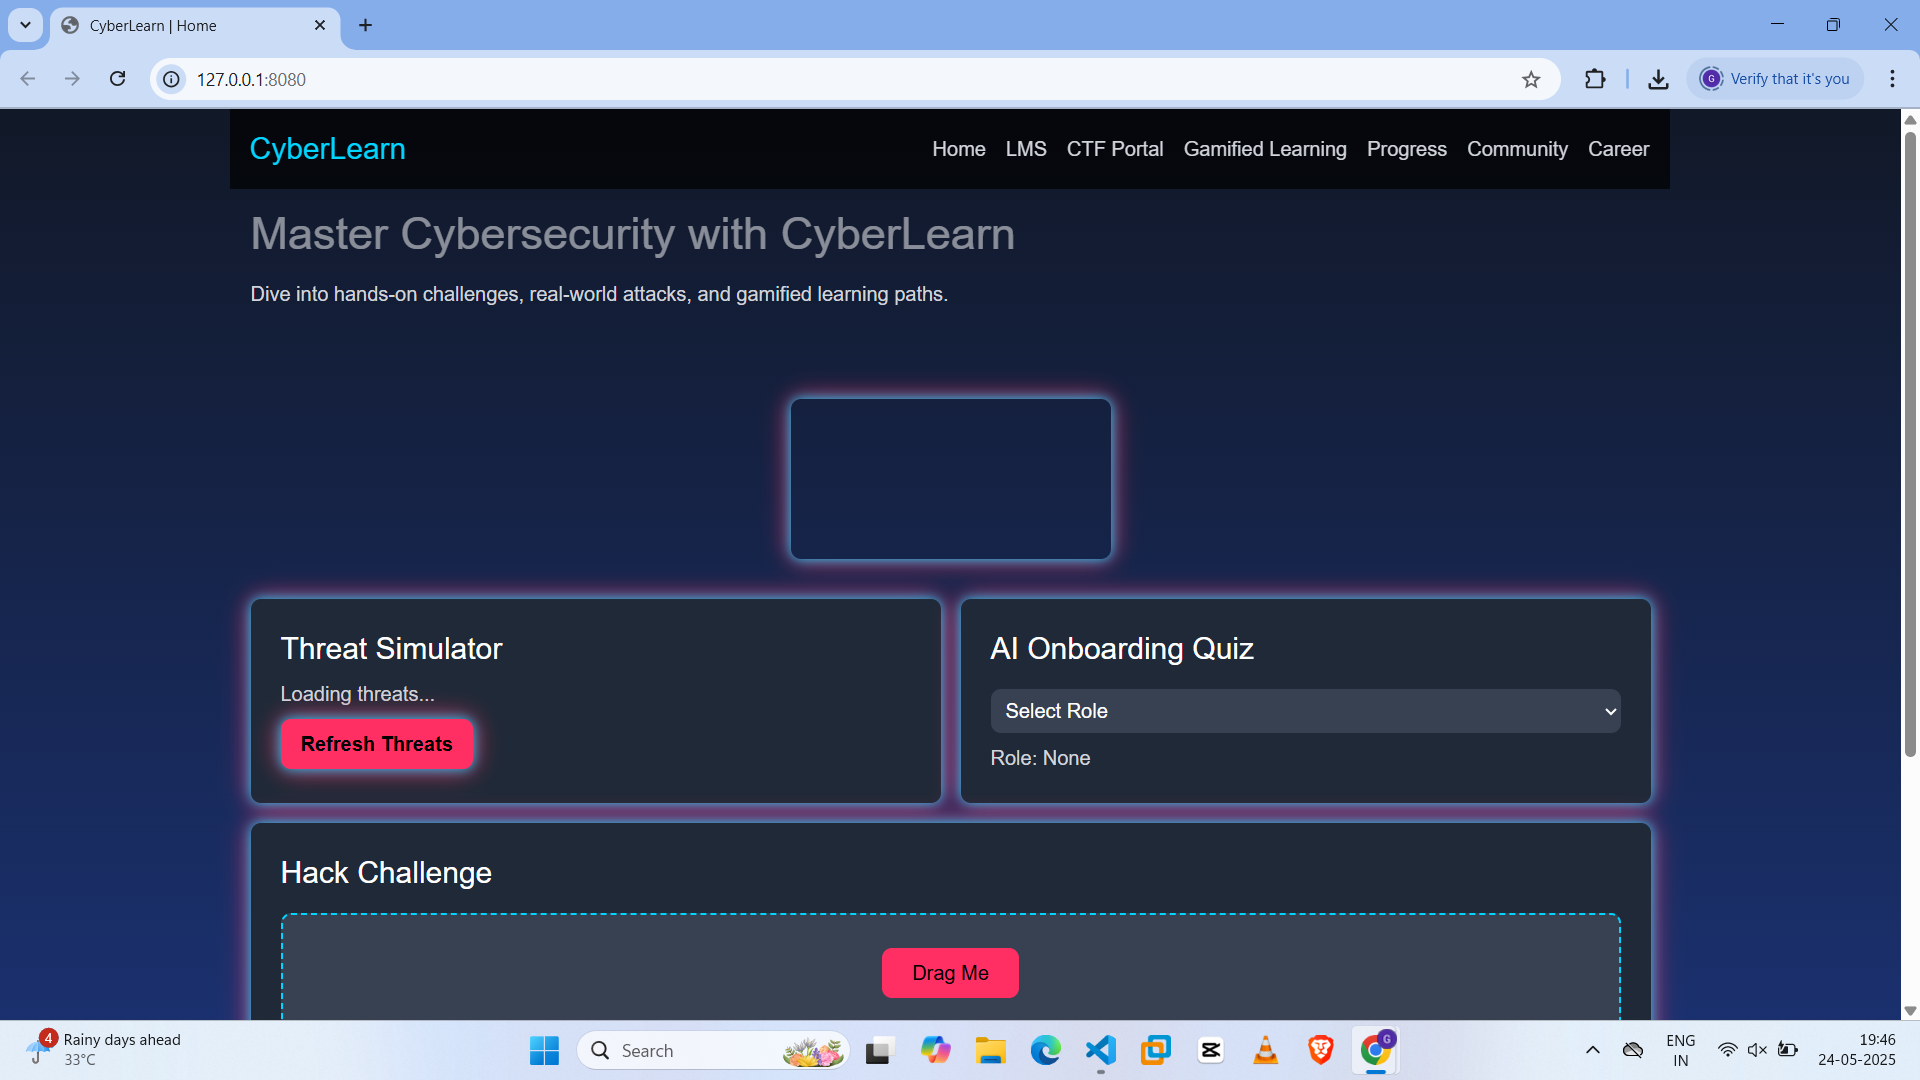 CyberLearn | Home
127.0.0.1:8080
G
Verify that it's you
CyberLearn
Home LMS CTF Portal Gamified Learning Progress Community Career
Master Cybersecurity with CyberLearn
Dive into hands-on challenges, real-world attacks, and gamified learning paths.
Threat Simulator
Loading threats...
Refresh Threats
AI Onboarding Quiz
Select Role
Role: None
Hack Challenge
Drag Me
4
Rainy days ahead
33°C
Search
G
ENG
IN
19:46
24-05-2025